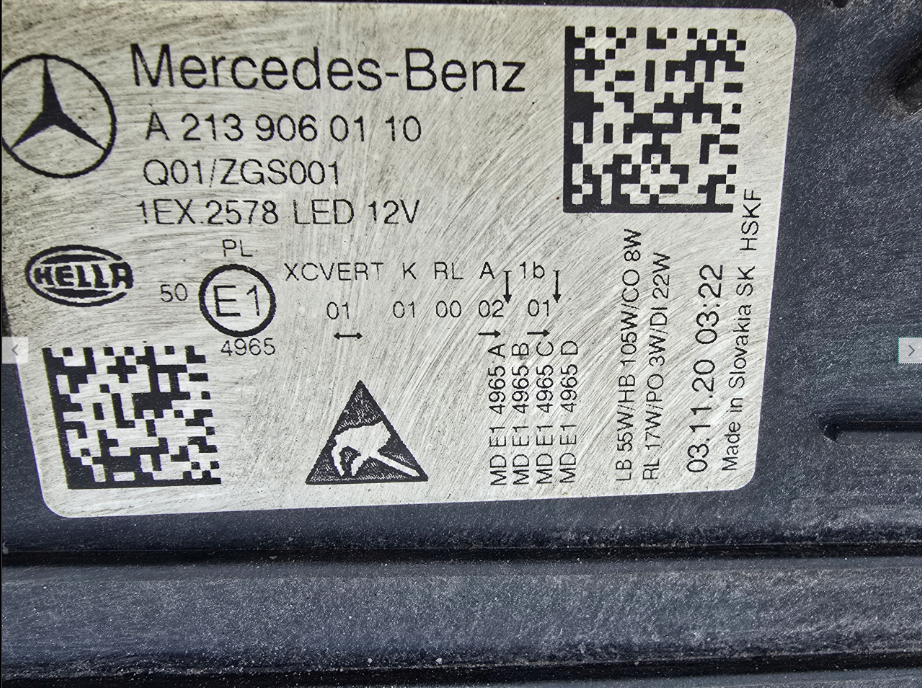 Mercedes-Benz
A 213 906 01 10
Q01/ZGS001
1EX.2578 LED 12V
HELLA
PL
50 E1
4965
XCVERT K RL A 1b
01 01 00 02 01
MD E1 4965 A
MD E1 4965 B
MD E1 4965 C
MD E1 4965 D
LB 55W/HB 105W/CO 8W
RL 17W/PO 3W/DI 22W
03.11.20 03:22
Made in Slovakia SK HSKF